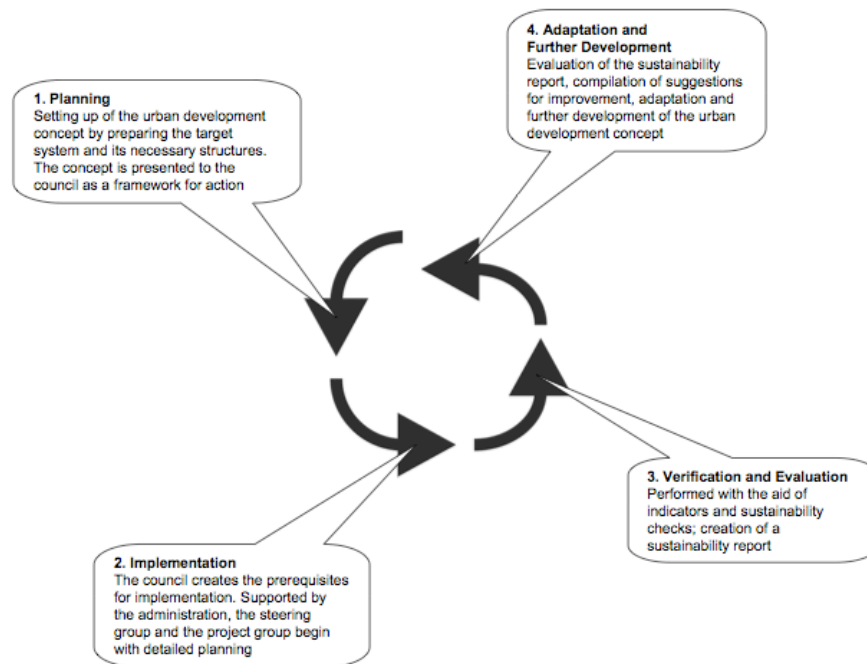 1. Planning
Setting up of the urban development
concept by preparing the target
system and its necessary structures.
The concept is presented to the
council as a framework for action
2. Implementation
The council creates the prerequisites
for implementation. Supported by
the administration, the steering
group and the project group begin
with detailed planning
3. Verification and Evaluation
Performed with the aid of
indicators and sustainability
checks; creation of a
sustainability report
4. Adaptation and
Further Development
Evaluation of the sustainability
report, compilation of suggestions
for improvement, adaptation and
further development of the urban
development concept